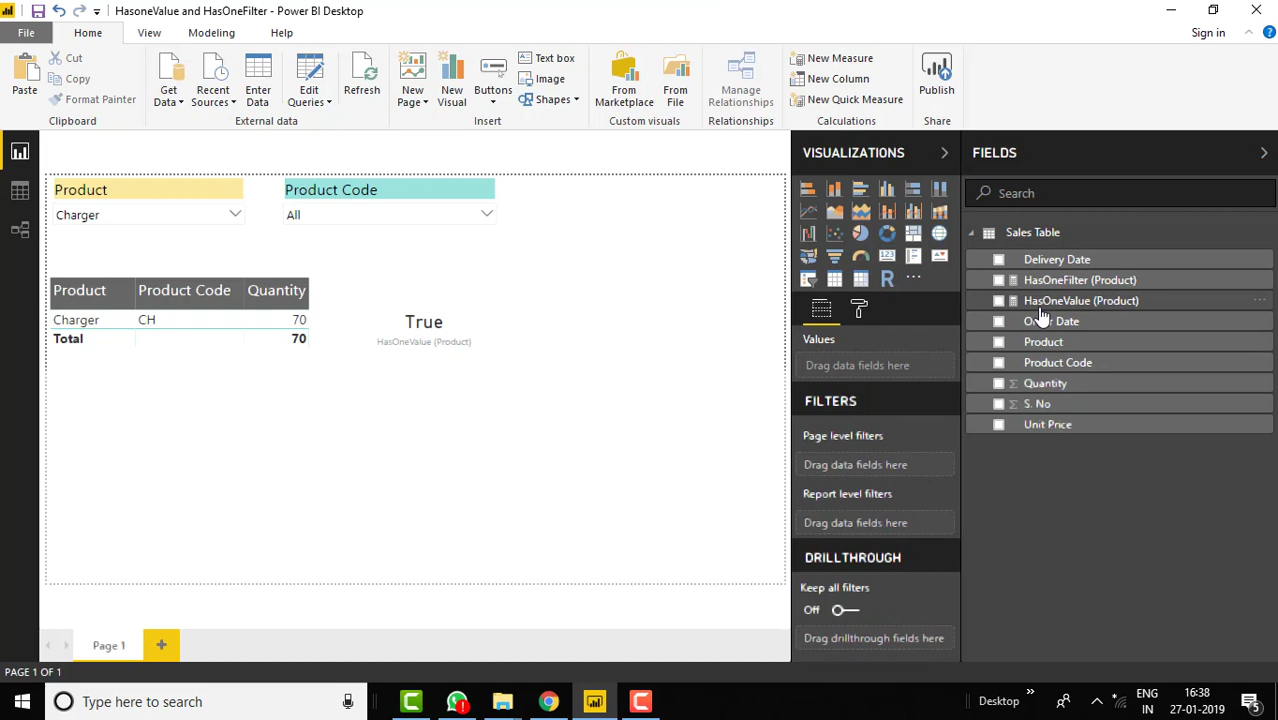 HasoneValue and HasOneFilter - Power BI Desktop
File
Home
View
Modeling
Help
Sign in
Paste
Cut
Copy
Format Painter
Clipboard
Get Data
Recent Sources
Enter Data
Edit Queries
Refresh
External data
New Page
New Visual
Buttons
Text box
Image
Shapes
Insert
From Marketplace
From File
Custom visuals
Manage Relationships
Relationships
New Measure
New Column
New Quick Measure
Calculations
Publish
Share
Product
Charger
Product Code
All
Product Product Code Quantity
Charger CH 70
Total 70
True
HasOneValue (Product)
VISUALIZATIONS
R
Values
Drag data fields here
FILTERS
Page level filters
Drag data fields here
Report level filters
Drag data fields here
DRILLTHROUGH
Keep all filters
Off
Drag drillthrough fields here
FIELDS
Search
Sales Table
Delivery Date
HasOneFilter (Product)
HasOneValue (Product)
Order Date
Product
Product Code
Quantity
S. No
Unit Price
Page 1
PAGE 1 OF 1
Type here to search
Desktop
ENG
IN
16:38
27-01-2019
5